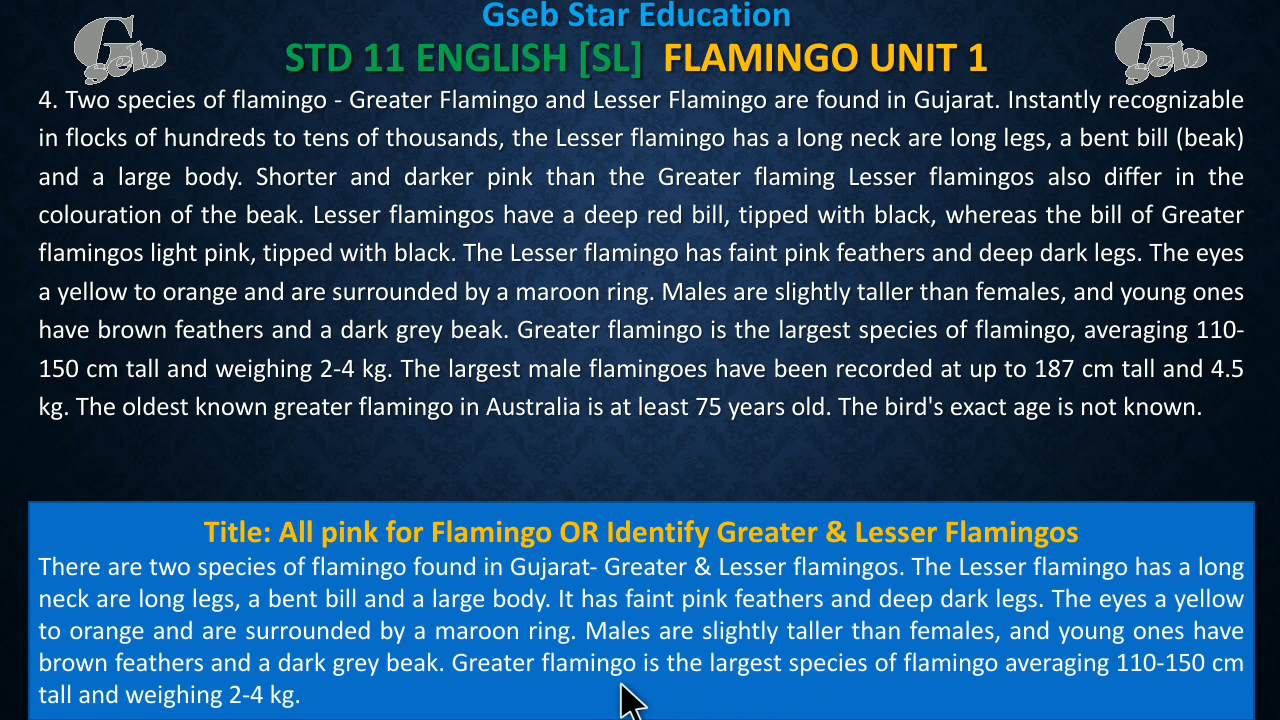 Gseb Star Education
STD 11 ENGLISH [SL] FLAMINGO UNIT 1
Gseb
Gseb
4. Two species of flamingo - Greater Flamingo and Lesser Flamingo are found in Gujarat. Instantly recognizable
in flocks of hundreds to tens of thousands, the Lesser flamingo has a long neck are long legs, a bent bill (beak)
and a large body. Shorter and darker pink than the Greater flaming Lesser flamingos also differ in the
colouration of the beak. Lesser flamingos have a deep red bill, tipped with black, whereas the bill of Greater
flamingos light pink, tipped with black. The Lesser flamingo has faint pink feathers and deep dark legs. The eyes
a yellow to orange and are surrounded by a maroon ring. Males are slightly taller than females, and young ones
have brown feathers and a dark grey beak. Greater flamingo is the largest species of flamingo, averaging 110-
150 cm tall and weighing 2-4 kg. The largest male flamingoes have been recorded at up to 187 cm tall and 4.5
kg. The oldest known greater flamingo in Australia is at least 75 years old. The bird's exact age is not known.
Title: All pink for Flamingo OR Identify Greater & Lesser Flamingos
There are two species of flamingo found in Gujarat- Greater & Lesser flamingos. The Lesser flamingo has a long
neck are long legs, a bent bill and a large body. It has faint pink feathers and deep dark legs. The eyes a yellow
to orange and are surrounded by a maroon ring. Males are slightly taller than females, and young ones have
brown feathers and a dark grey beak. Greater flamingo is the largest species of flamingo averaging 110-150 cm
tall and weighing 2-4 kg.